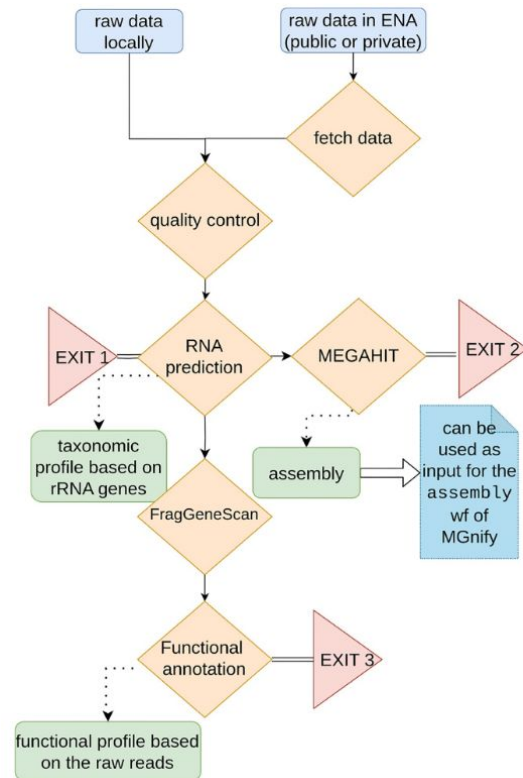 raw data
locally
raw data in ENA
(public or private)
fetch data
quality control
EXIT 1
RNA
prediction
MEGAHIT
EXIT 2
taxonomic
profile based on
rRNA genes
assembly
can be
used as
input for the
assembly
wf of
MGnify
FragGeneScan
Functional
annotation
EXIT 3
functional profile based
on the raw reads